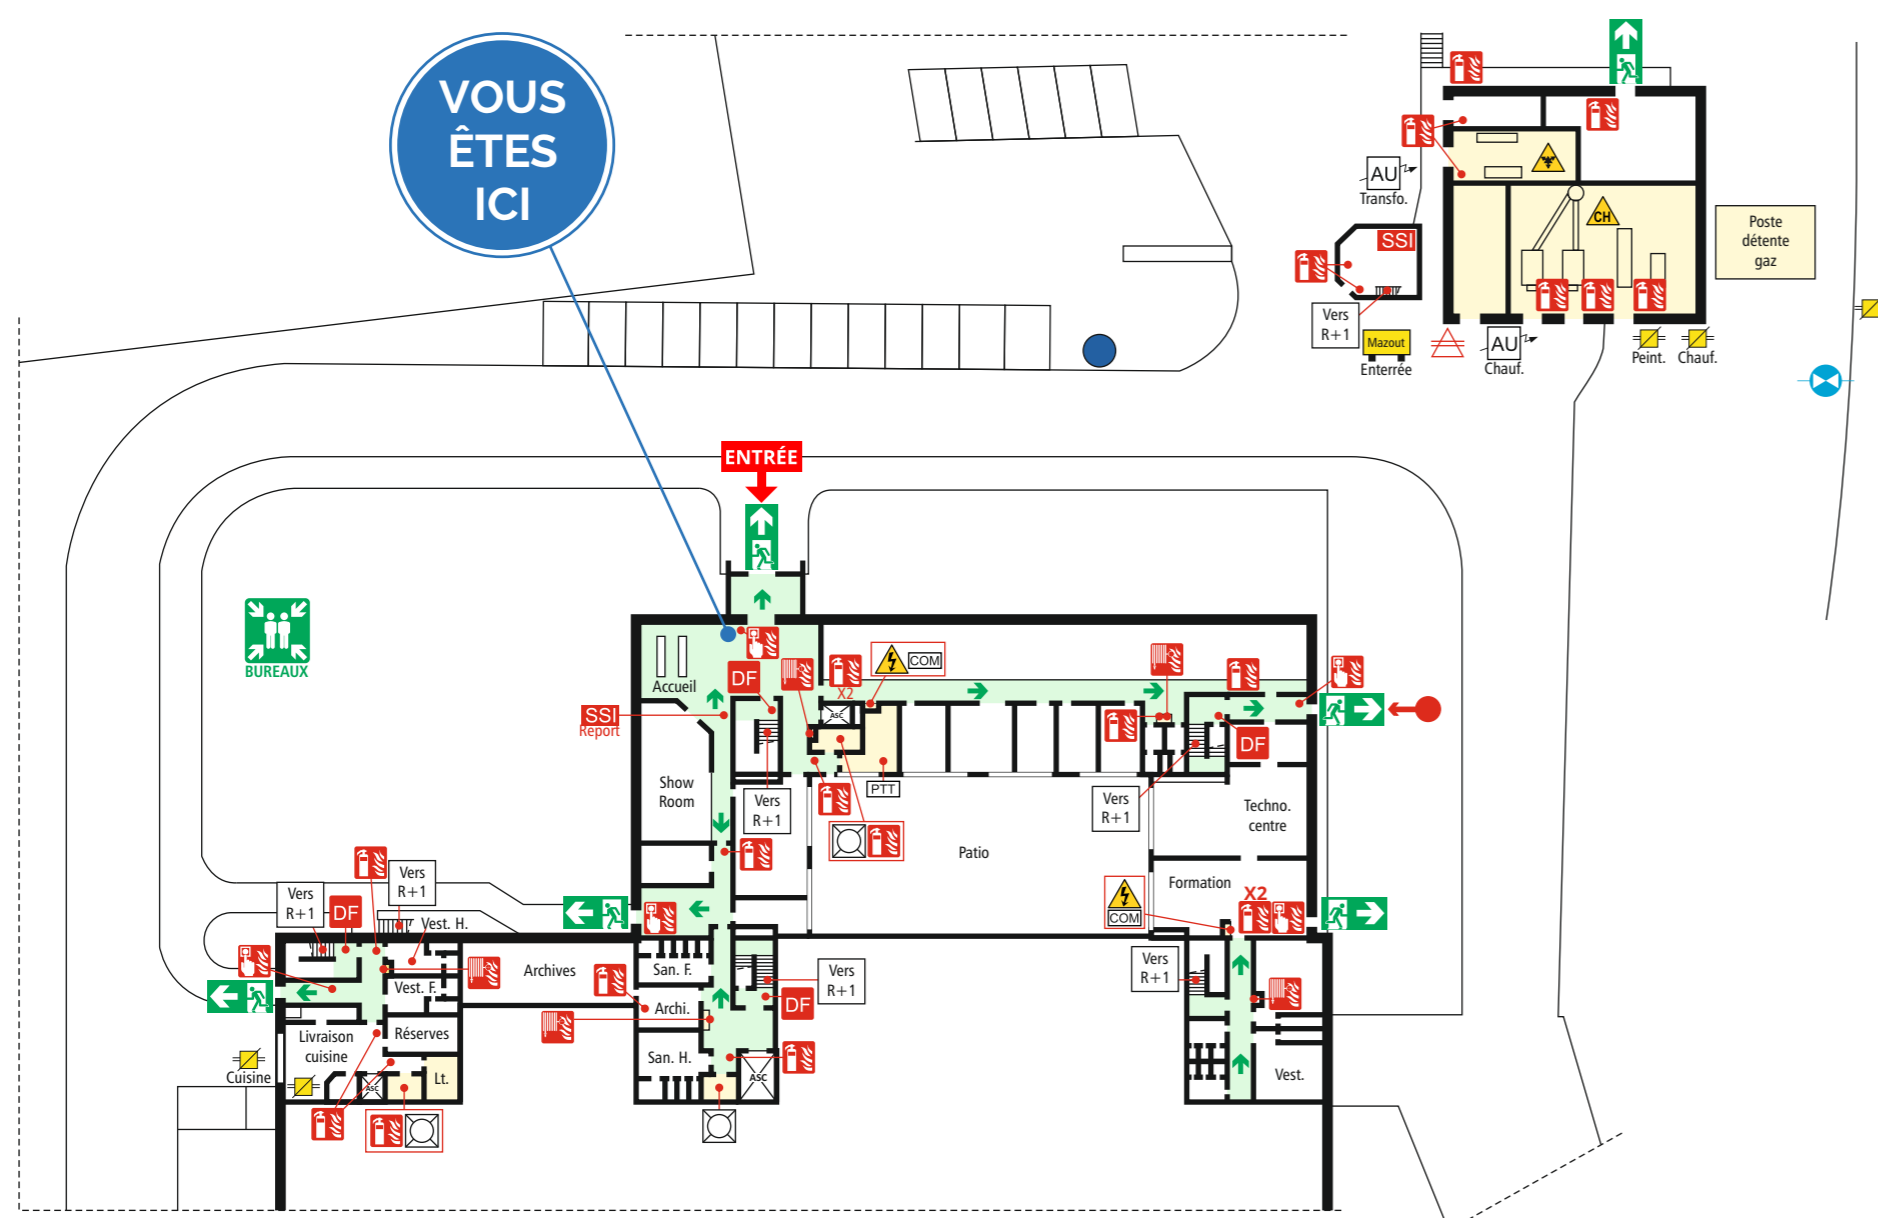 VOUS
ÊTES
ICI
AU
Transfo.
SSI
CH
Poste
détente
gaz
Vers
R+1
Mazout
Enterrée
AU
Chauf.
Peint.
Chauf.
ENTRÉE
BUREAUX
Accueil
DF
X2
ASC
COM
SSI
Report
DF
Show
Room
Vers
R+1
PTT
Vers
R+1
Techno.
centre
Patio
Formation
X2
COM
Vers
R+1
Vers
R+1
DF
Vest. H.
Vest. F.
Archives
San. F.
Archi.
Vers
R+1
DF
Vers
R+1
Livraison
cuisine
Réserves
San. H.
ASC
Cuisine
ASC
Lt.
Vest.